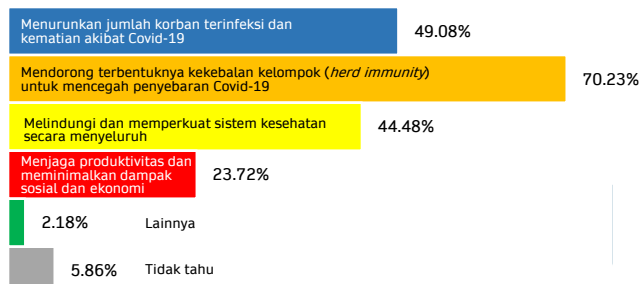 Menurunkan jumlah korban terinfeksi dan
kematian akibat Covid-19
49.08%
Mendorong terbentuknya kekebalan kelompok (herd immunity)
untuk mencegah penyebaran Covid-19
70.23%
Melindungi dan memperkuat sistem kesehatan
secara menyeluruh
44.48%
Menjaga produktivitas dan
meminimalkan dampak
sosial dan ekonomi
23.72%
2.18% Lainnya
5.86% Tidak tahu